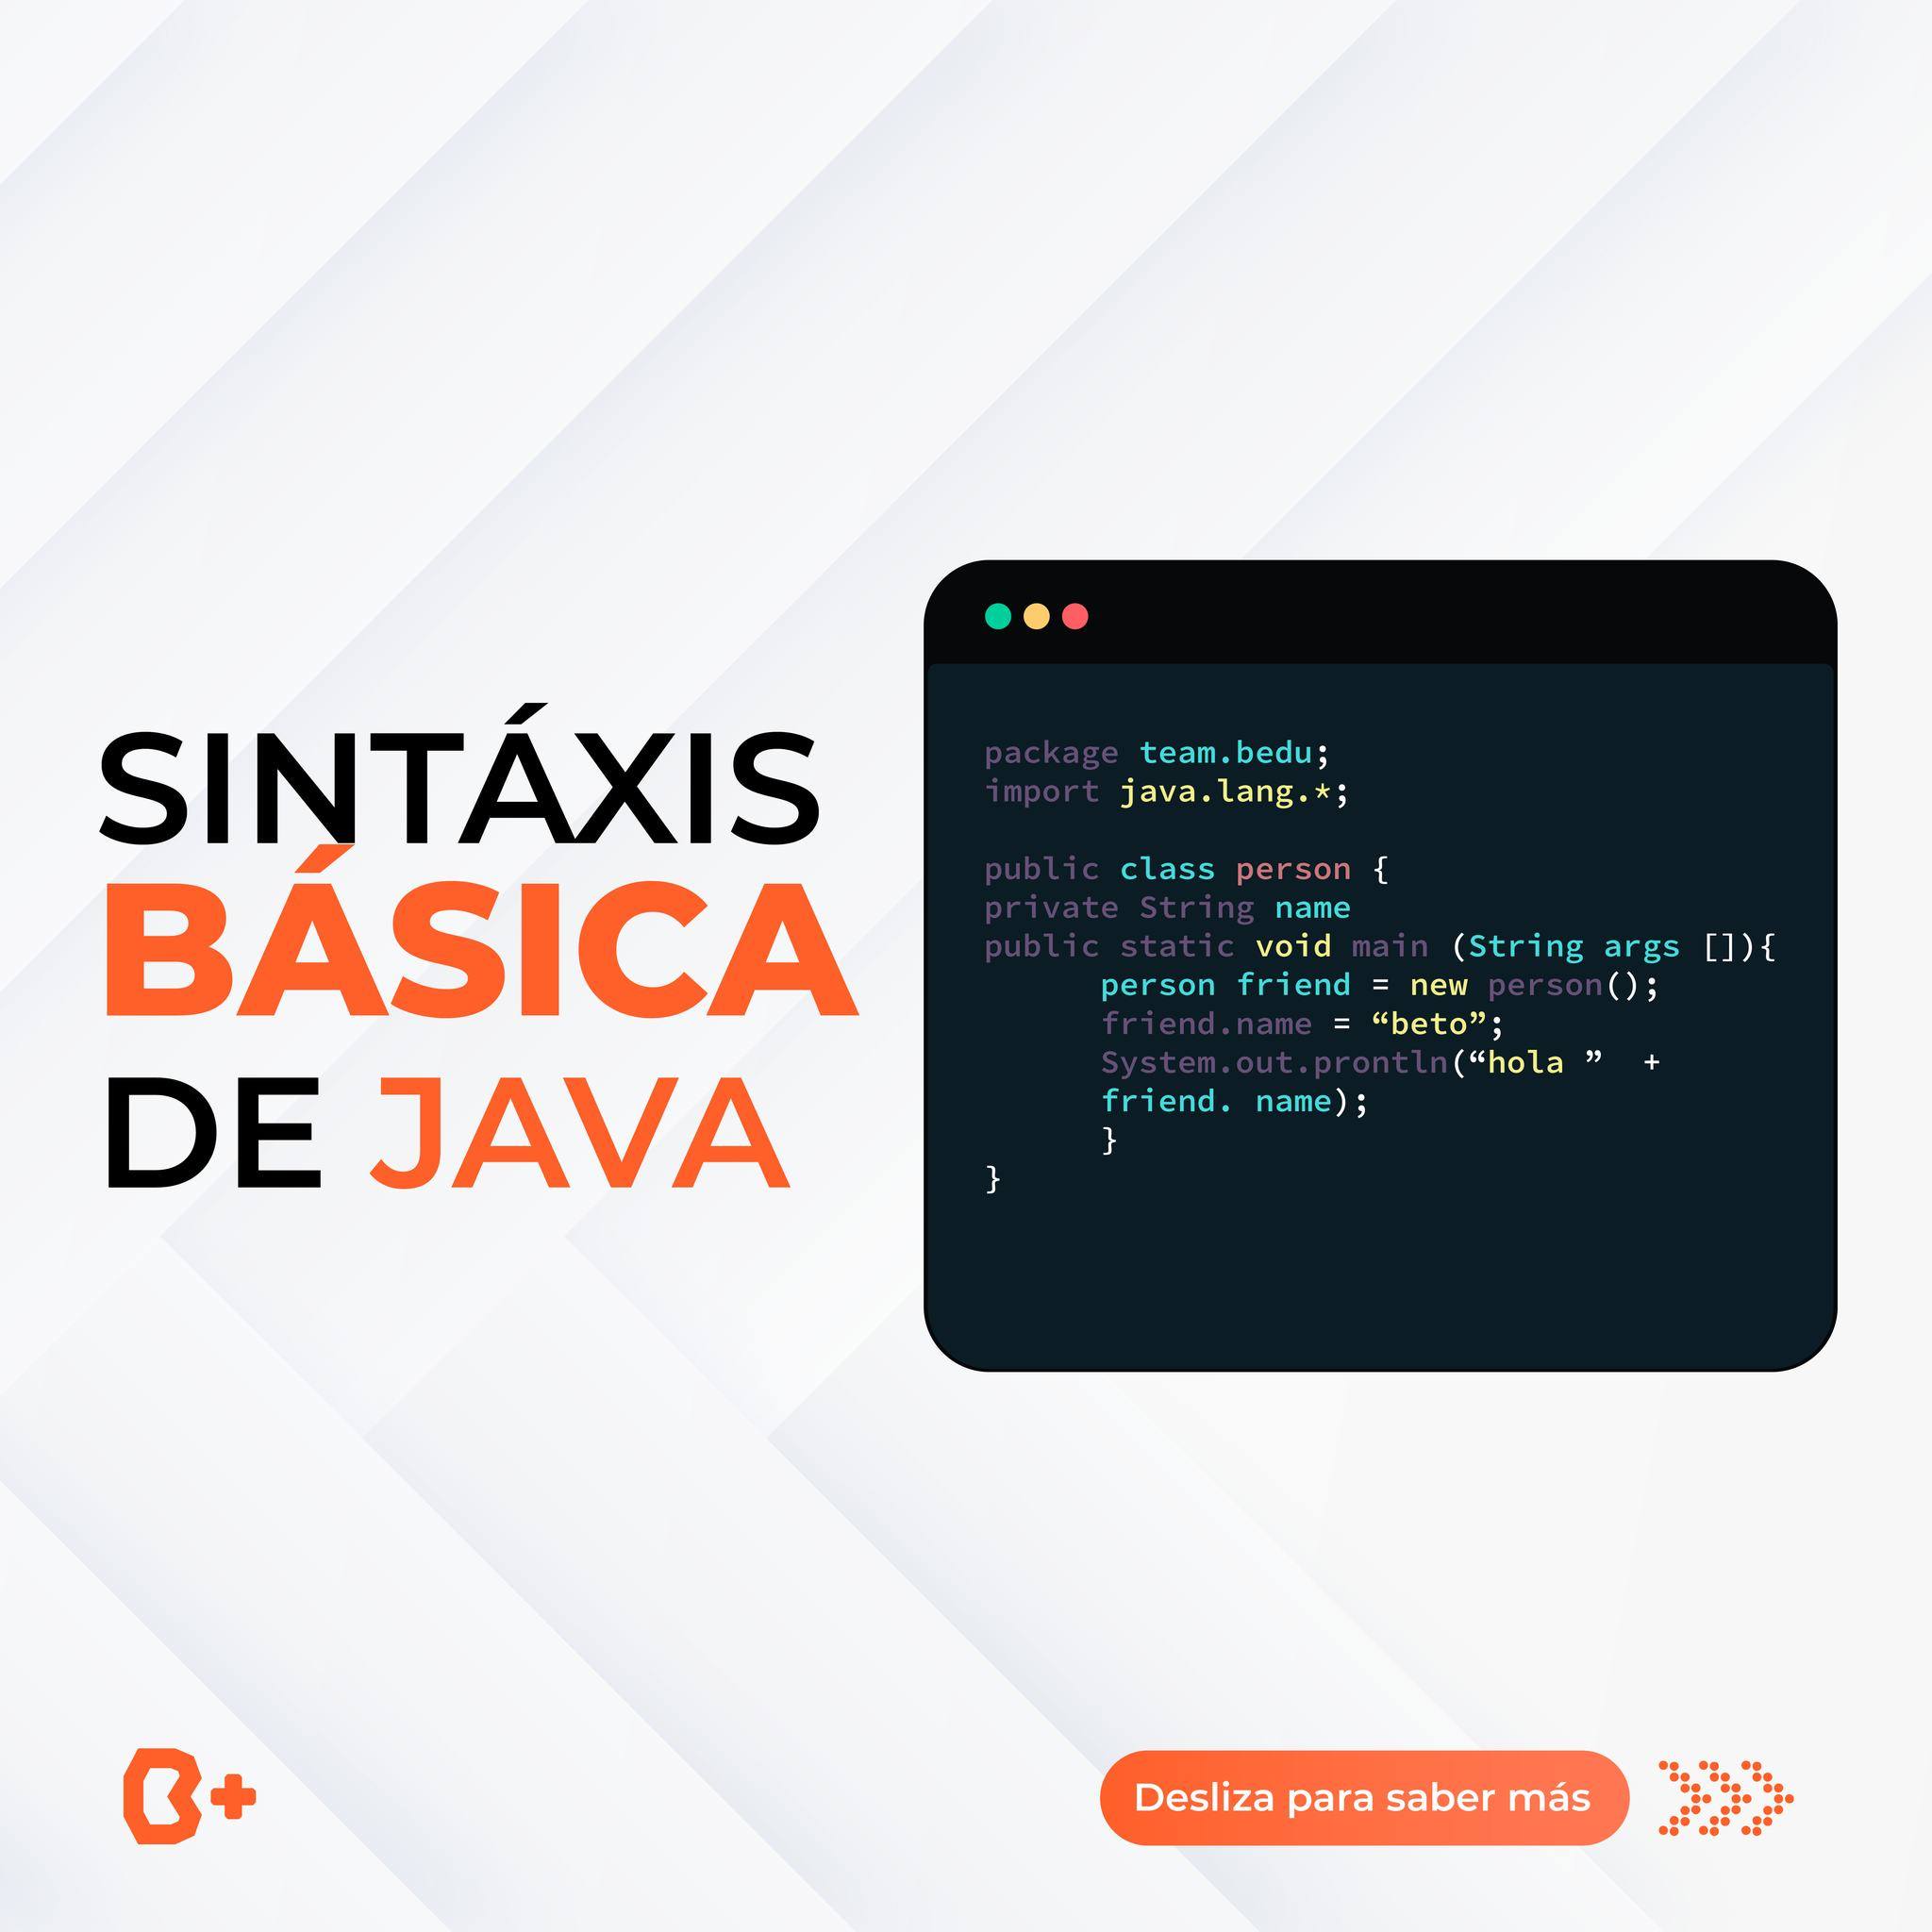 SINTÁXIS
BÁSICA
DE JAVA
package team.bedu;
import java.lang.*;
public class person {
private String name
public static void main (String args []){
person friend = new person();
friend.name = “beto”;
System.out.prontln(“hola ”  +
friend. name);
}
}
B+
Desliza para saber más